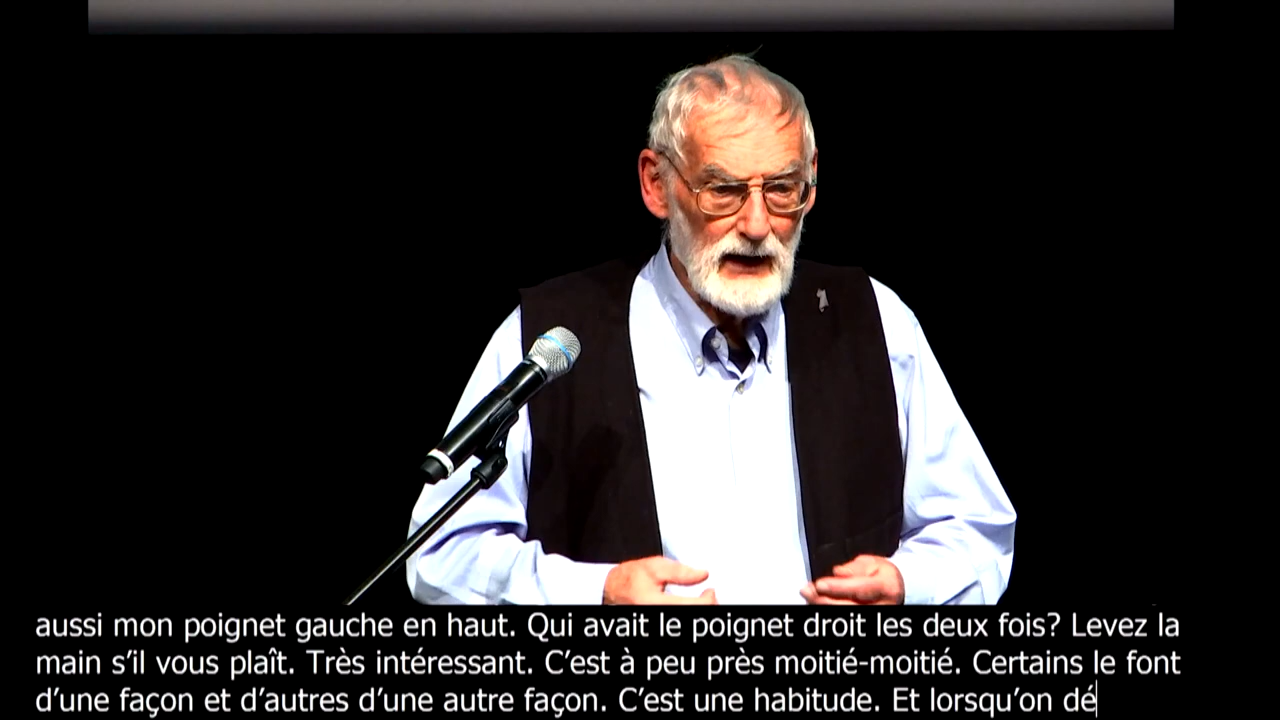 aussi mon poignet gauche en haut. Qui avait le poignet droit les deux fois? Levez la
main s’il vous plaît. Très intéressant. C’est à peu près moitié-moitié. Certains le font
d’une façon et d’autres d’une autre façon. C’est une habitude. Et lorsqu’on dé